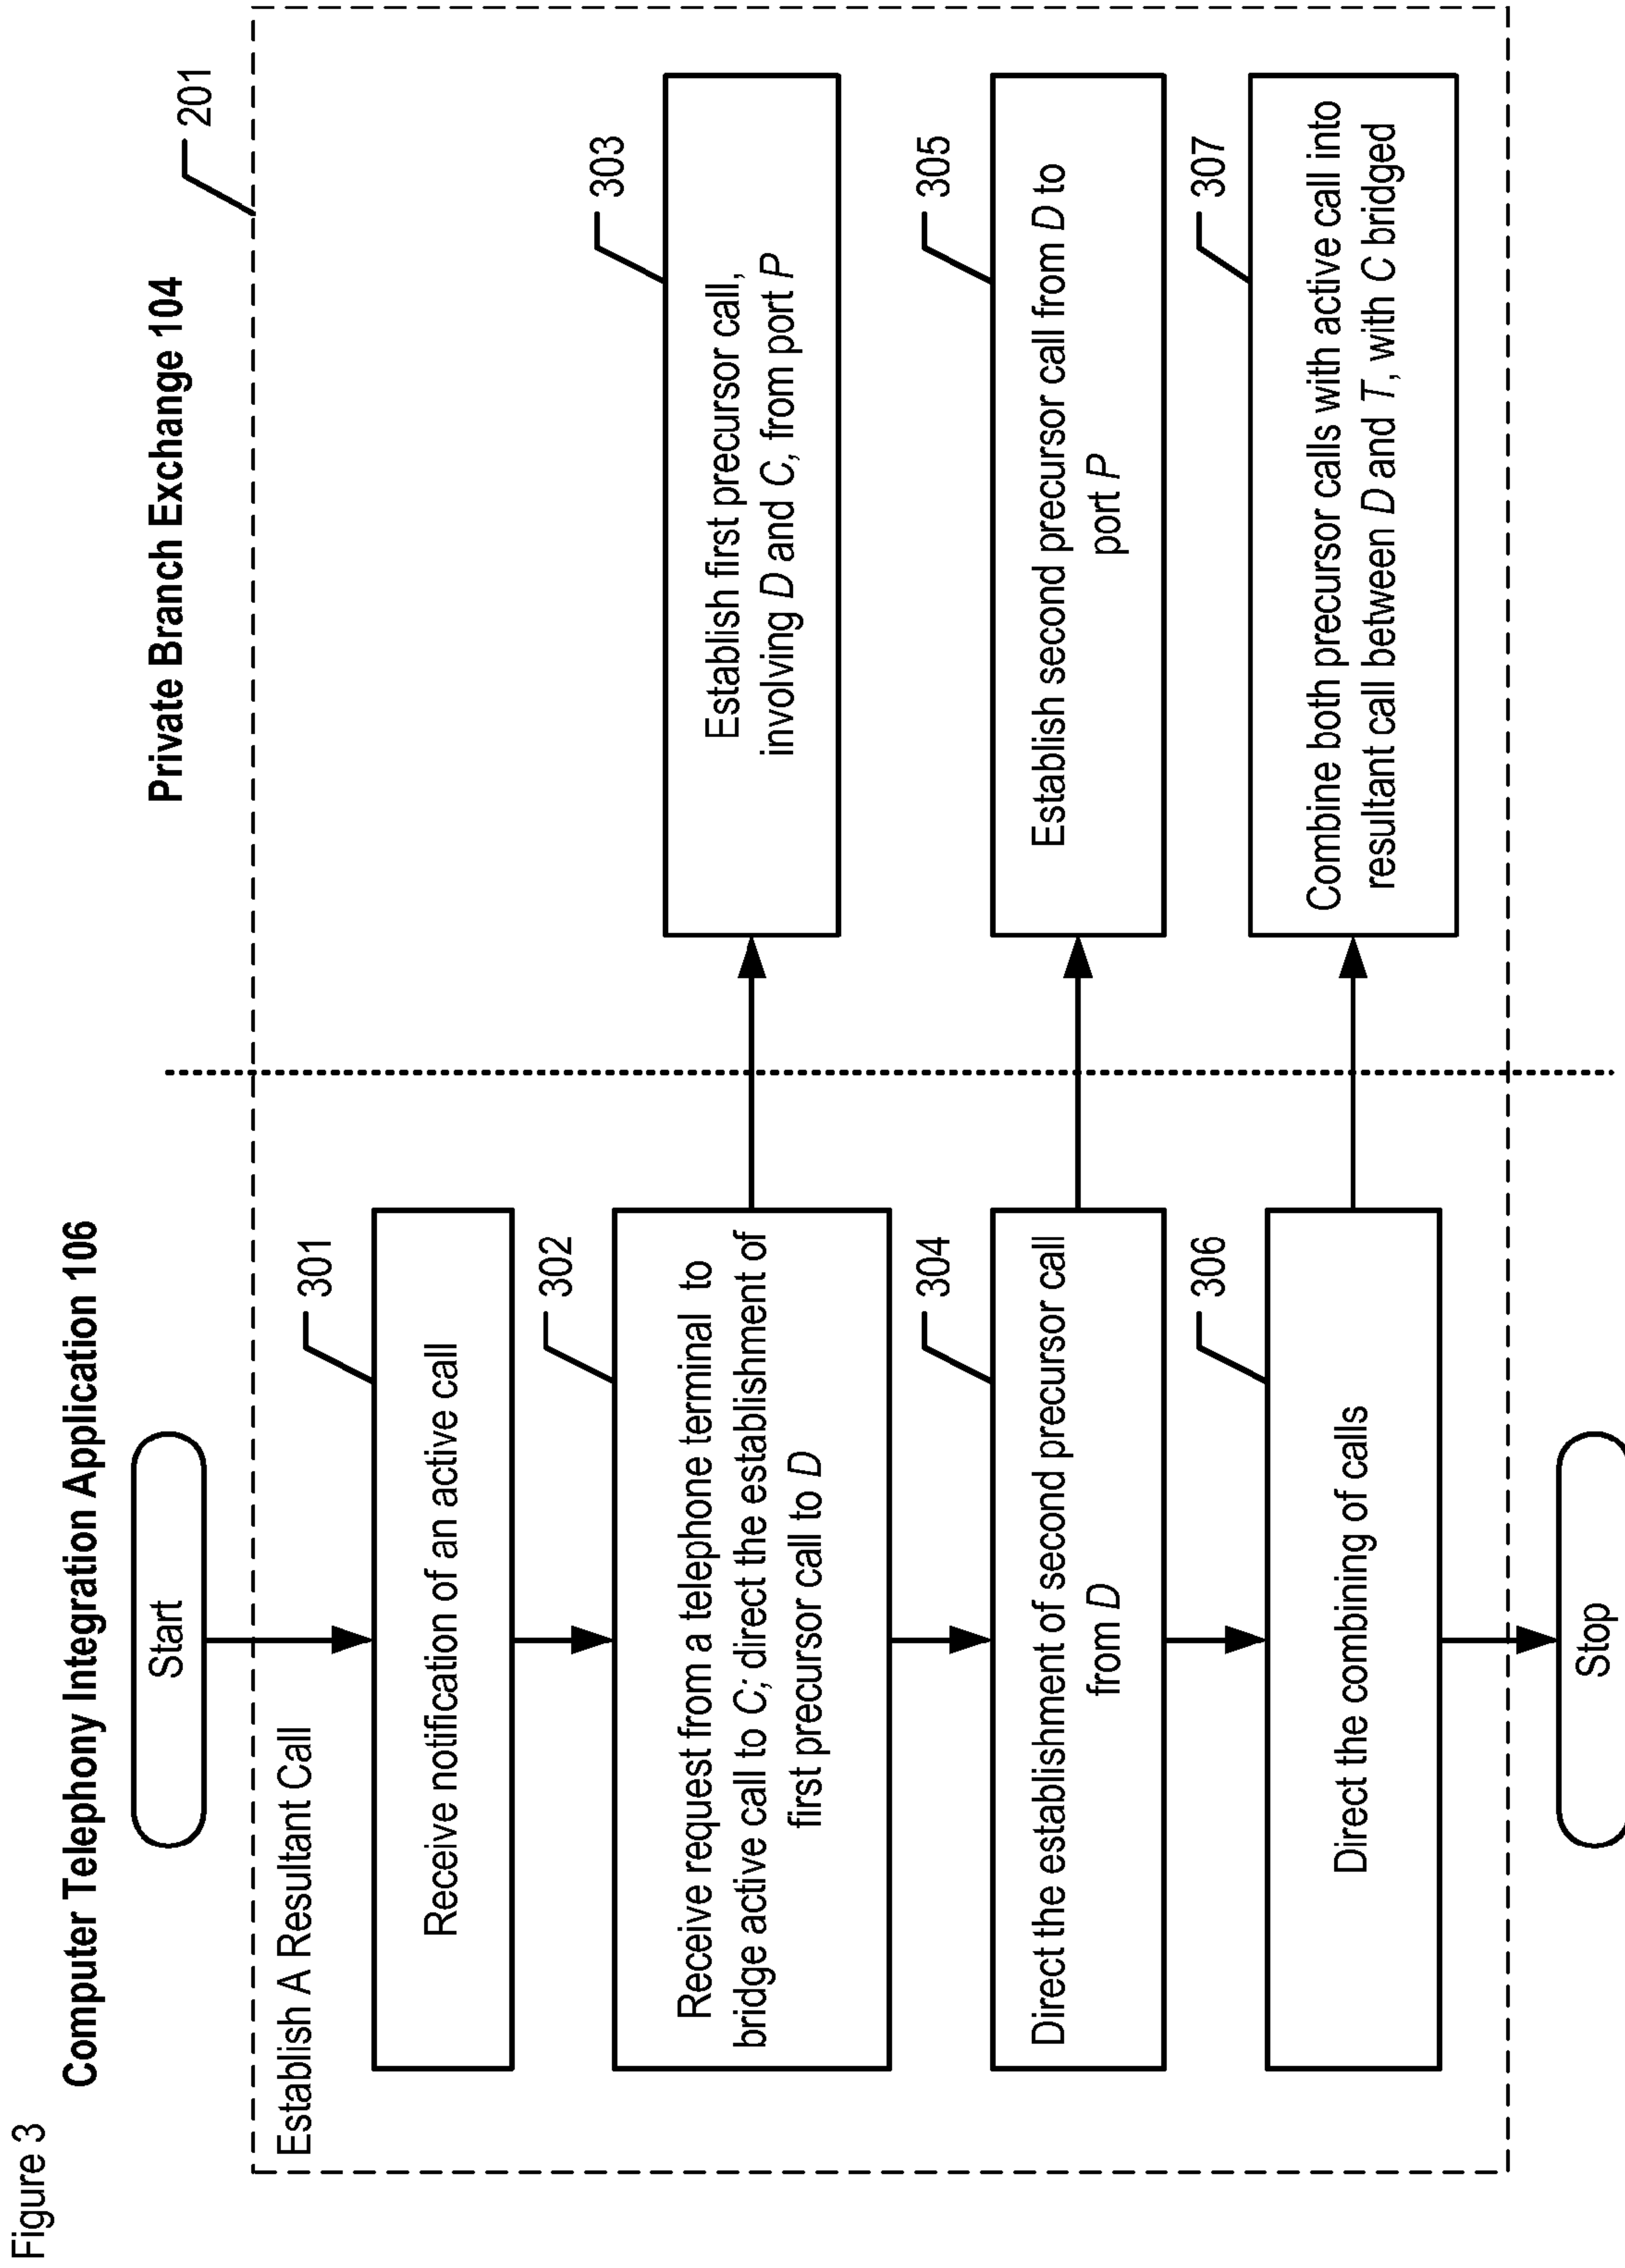 Figure 3
Computer Telephony Integration Application 106
Private Branch Exchange 104
Start
201
Establish A Resultant Call
301
Receive notification of an active call
302
Receive request from a telephone terminal to
bridge active call to C; direct the establishment of
first precursor call to D
303
Establish first precursor call,
involving D and C, from port P
304
Direct the establishment of second precursor call
from D
305
Establish second precursor call from D to
port P
306
Direct the combining of calls
307
Combine both precursor calls with active call into
resultant call between D and T, with C bridged
Stop